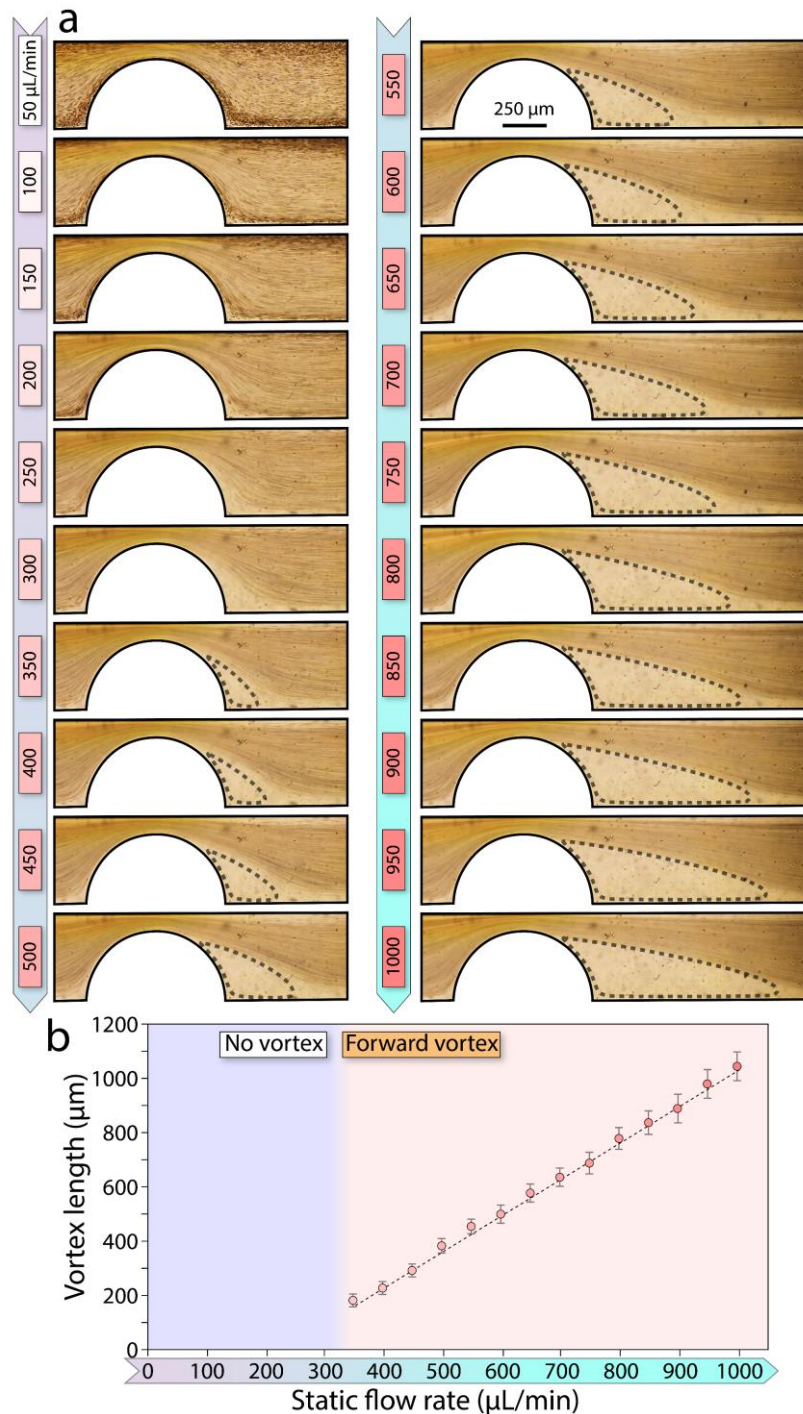 a
50 µL/min
100
150
200
250
300
350
400
450
500
550
250 µm
600
650
700
750
800
850
900
950
1000
b
No vortex
Forward vortex
Vortex length (µm)
1200
1000
800
600
400
200
0
0 100 200 300 400 500 600 700 800 900 1000
Static flow rate (µL/min)